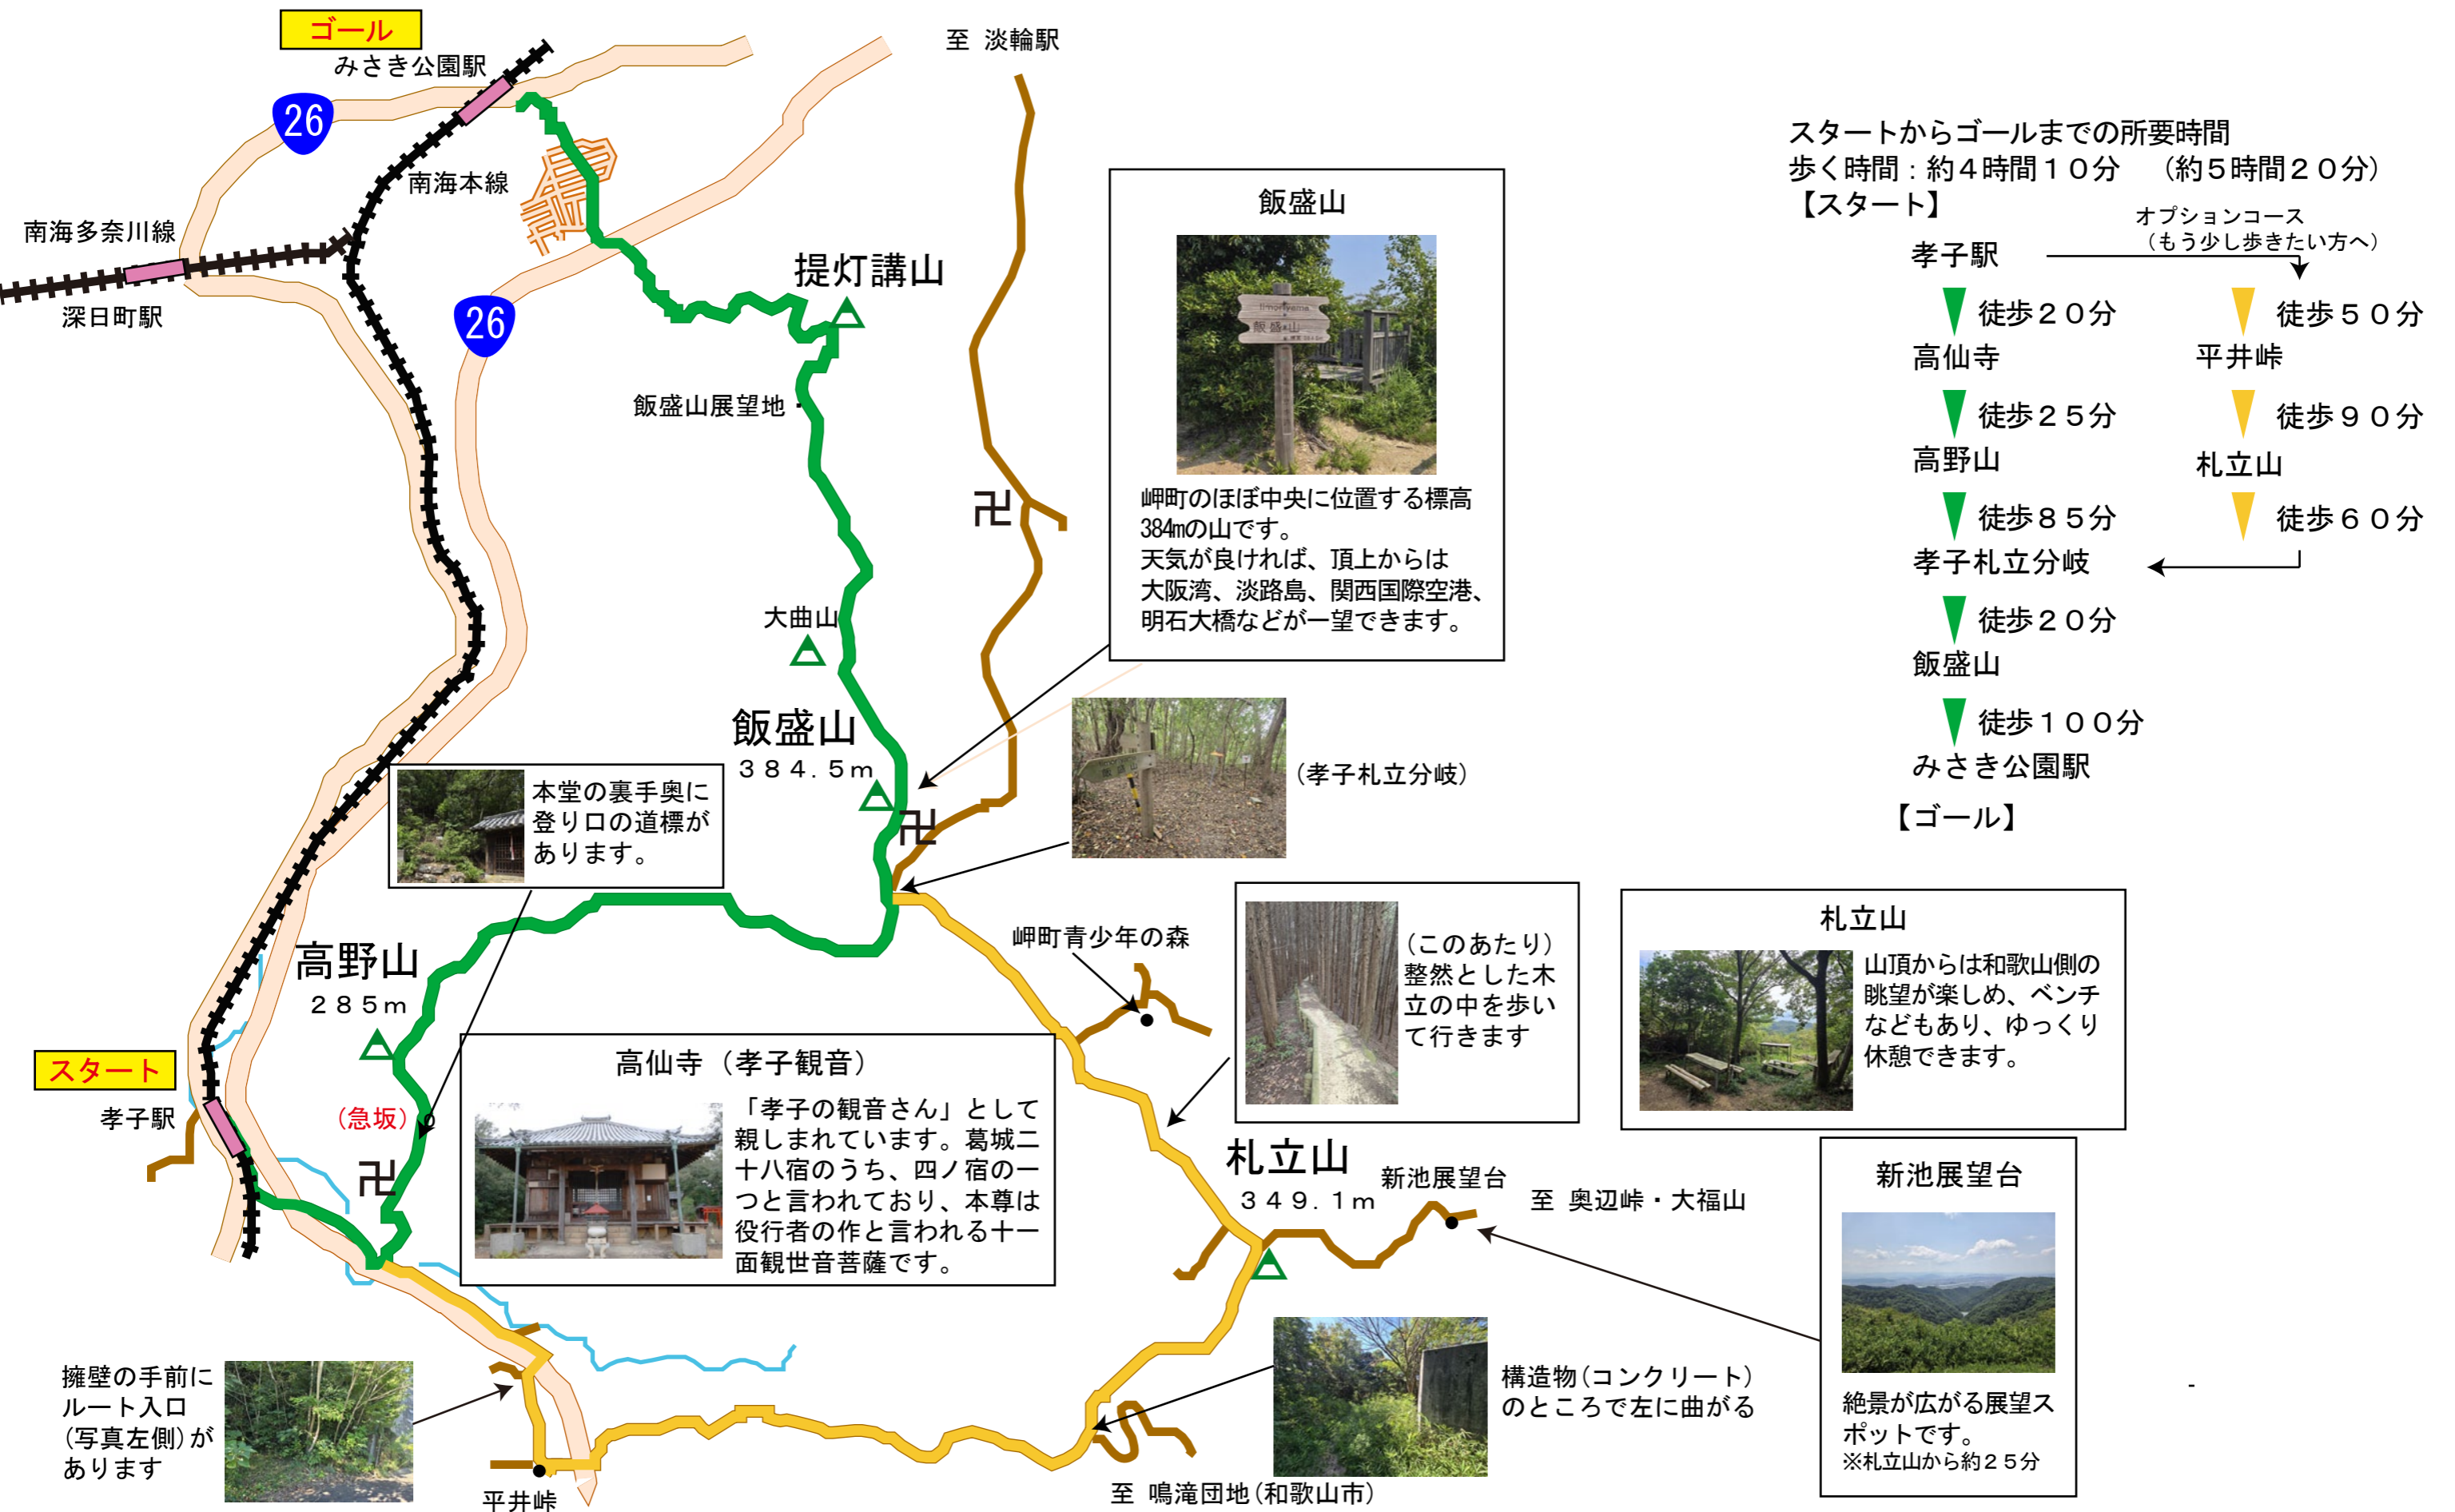 ゴール
みさき公園駅
26
南海本線
南海多奈川線
深日町駅
26
至 淡輪駅
提灯講山
飯盛山展望地
大曲山
飯盛山
384.5m
飯盛山
Iimoriyama
飯盛山
岬町のほぼ中央に位置する標高
384mの山です。
天気が良ければ、頂上からは
大阪湾、淡路島、関西国際空港、
明石大橋などが一望できます。
スタートからゴールまでの所要時間
歩く時間：約４時間１０分　（約５時間２０分）
【スタート】
オプションコース
（もう少し歩きたい方へ）
孝子駅
徒歩２０分
徒歩５０分
高仙寺
平井峠
徒歩２５分
徒歩９０分
高野山
札立山
徒歩８５分
徒歩６０分
孝子札立分岐
徒歩２０分
飯盛山
徒歩１００分
みさき公園駅
【ゴール】
(孝子札立分岐)
本堂の裏手奥に
登り口の道標が
あります。
高野山
285m
スタート
孝子駅
(急坂)
高仙寺（孝子観音）
「孝子の観音さん」として
親しまれています。葛城二
十八宿のうち、四ノ宿の一
つと言われており、本尊は
役行者の作と言われる十一
面観世音菩薩です。
岬町青少年の森
(このあたり)
整然とした木
立の中を歩い
て行きます
札立山
山頂からは和歌山側の
眺望が楽しめ、ベンチ
などもあり、ゆっくり
休憩できます。
札立山
349.1m
新池展望台
至 奥辺峠・大福山
新池展望台
絶景が広がる展望ス
ポットです。
※札立山から約２５分
擁壁の手前に
ルート入口
(写真左側)が
あります
平井峠
構造物(コンクリート)
のところで左に曲がる
至 鳴滝団地(和歌山市)